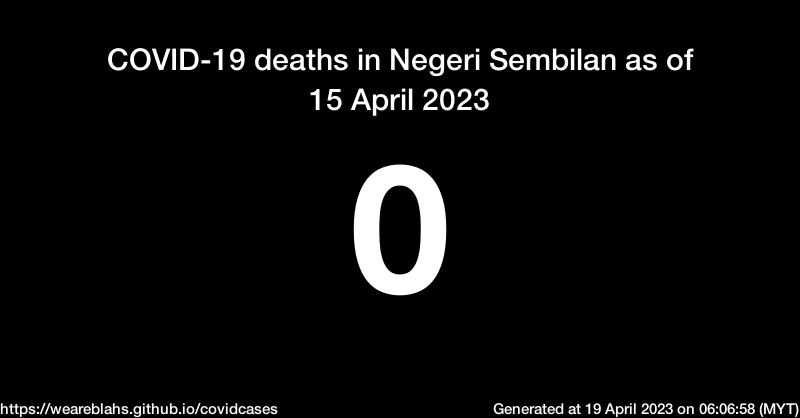 COVID-19 deaths in Negeri Sembilan as of
15 April 2023
0
https://weareblahs.github.io/covidcases
Generated at 19 April 2023 on 06:06:58 (MYT)